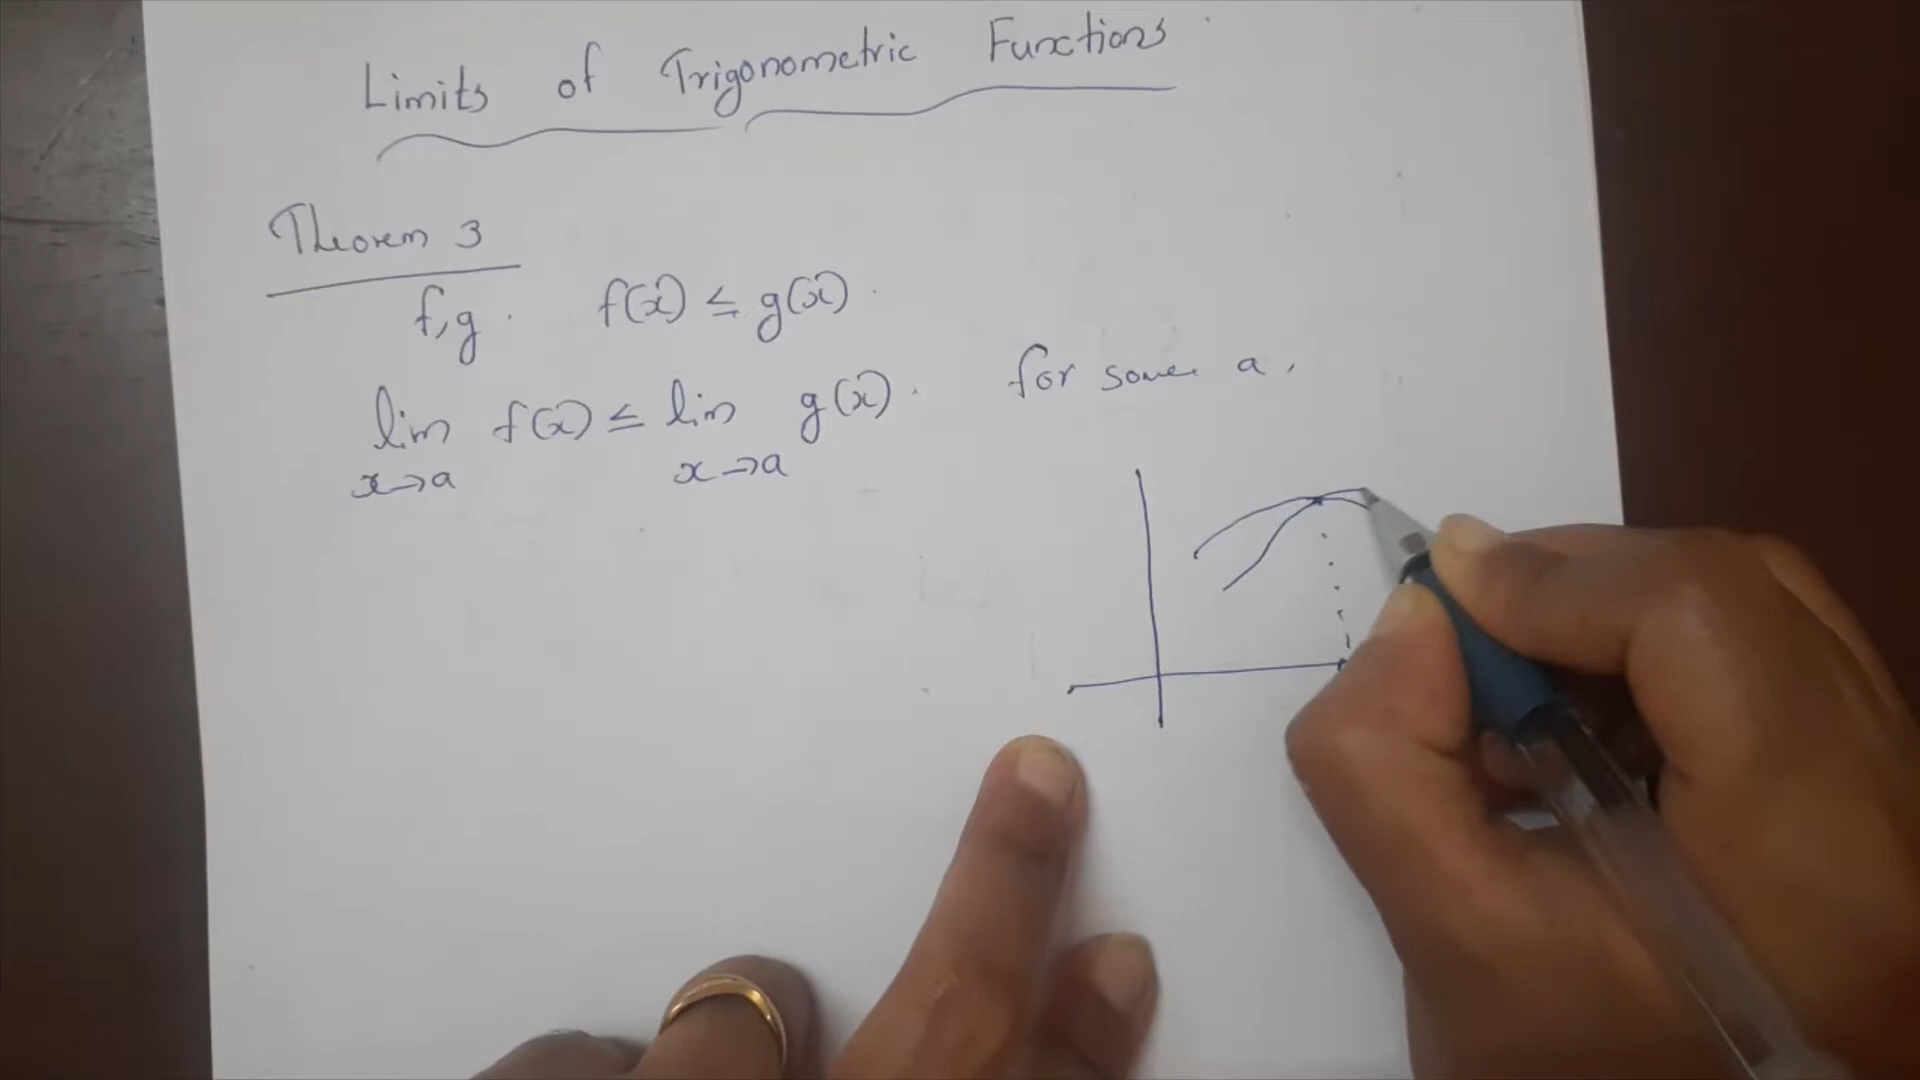 Limits of Trigonometric Functions
Theorem 3
f,g. f(x) ≤ g(x).
lim f(x) ≤ lim g(x). for some a.
x→a x→a